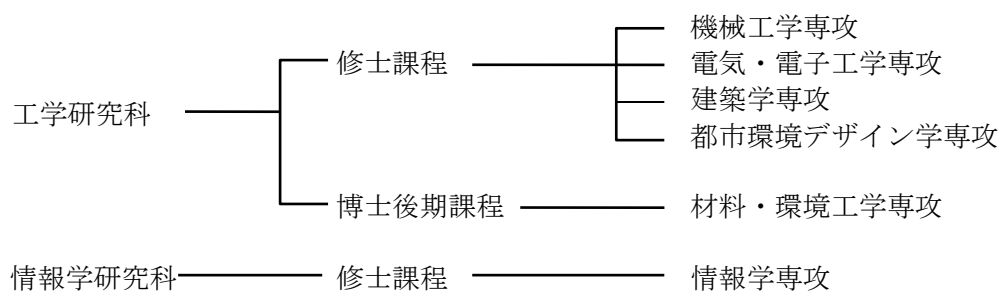 機械工学専攻
修士課程 電気・電子工学専攻
建築学専攻
工学研究科
都市環境デザイン学専攻
博士後期課程 材料・環境工学専攻
情報学研究科 修士課程 情報学専攻